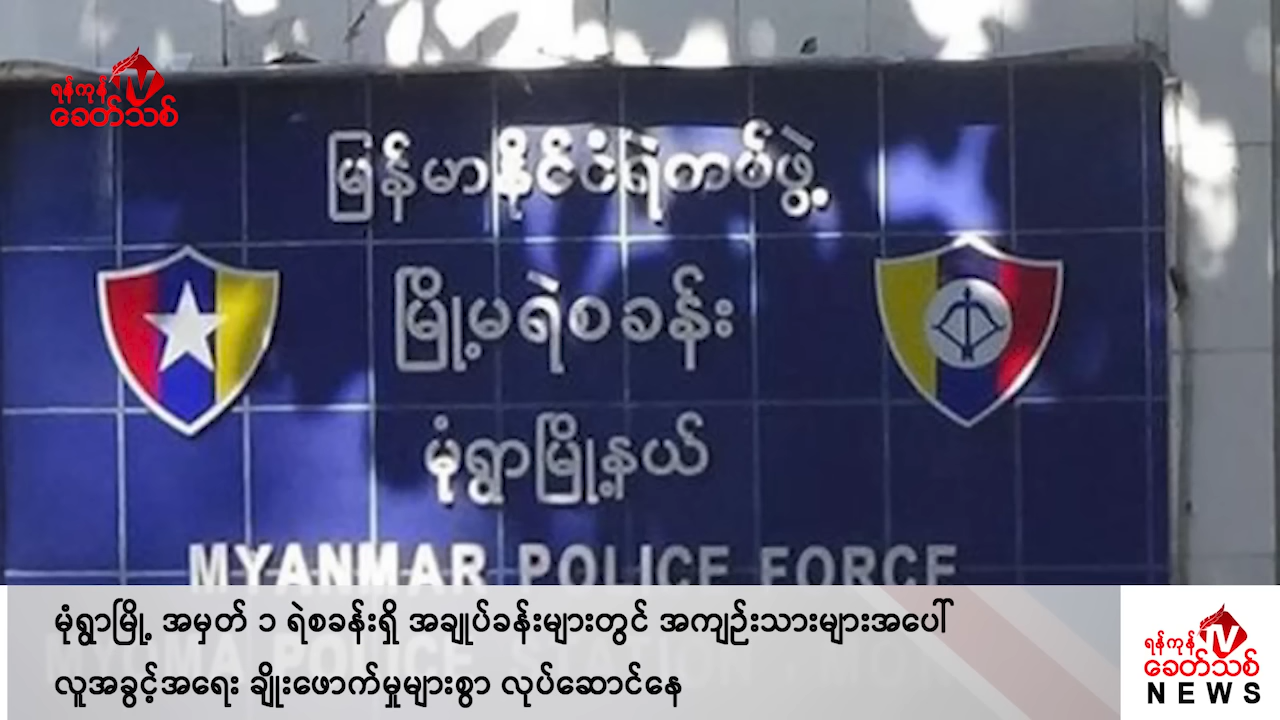 ရန်ကုန်
ခေတ်သစ်
TV
မြန်မာနိုင်ငံရဲတပ်ဖွဲ့
မြို့မရဲစခန်း
မုံရွာမြို့နယ်
MYANMAR POLICE FORCE
မုံရွာမြို့ အမှတ် ၁ ရဲစခန်းရှိ အချုပ်ခန်းများတွင် အကျဉ်းသားများအပေါ်
လူအခွင့်အရေး ချိုးဖောက်မှုများစွာ လုပ်ဆောင်နေ
ရန်ကုန်
ခေတ်သစ်
TV
NEWS